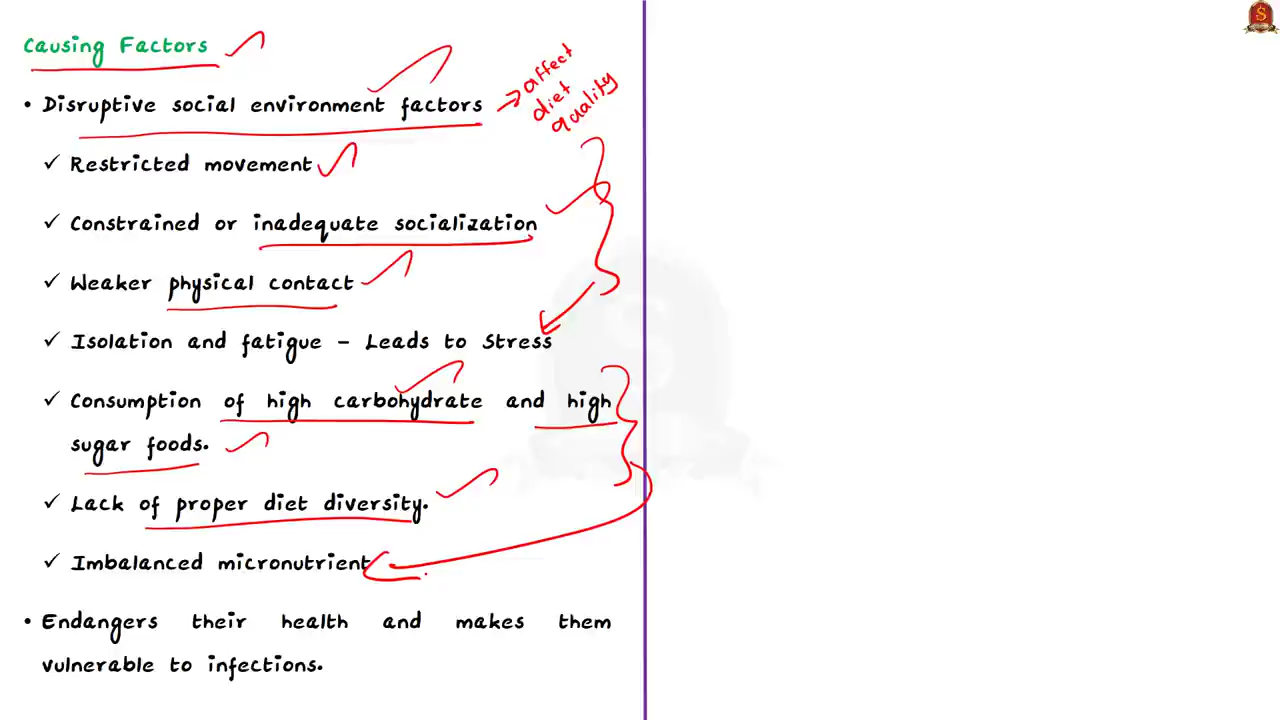 Causing Factors
• Disruptive social environment factors → affect
diet
quality
✓ Restricted movement
✓ Constrained or inadequate socialization
✓ Weaker physical contact
✓ Isolation and fatigue – Leads to Stress
✓ Consumption of high carbohydrate and high
sugar foods.
✓ Lack of proper diet diversity.
✓ Imbalanced micronutrient
• Endangers their health and makes them
vulnerable to infections.
S